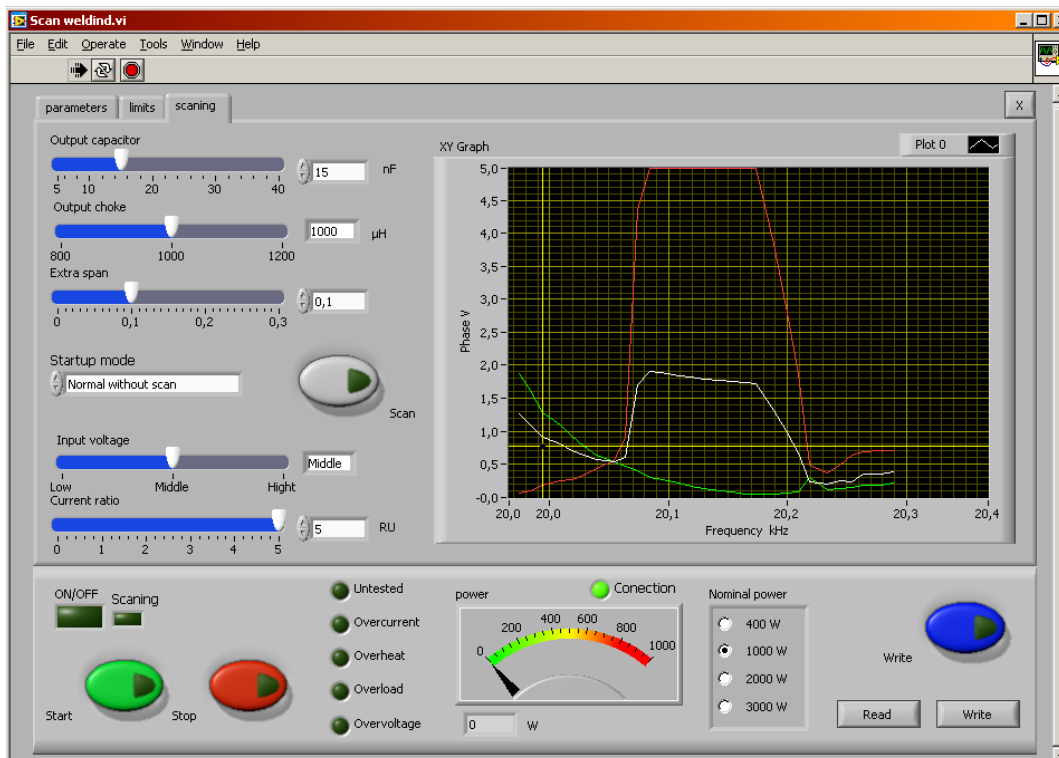 Scan weldind.vi
File Edit Operate Tools Window Help
parameters limits scaning X
Output capacitor
15 nF
5 10 20 30 40
Output choke
1000 µH
800 1000 1200
Extra span
0,1
0 0,1 0,2 0,3
Startup mode
Normal without scan
Scan
Input voltage
Middle
Low Middle Hight
Current ratio
5 RU
0 1 2 3 4 5
XY Graph
Plot 0
Phase V
5,0
4,5
4,0
3,5
3,0
2,5
2,0
1,5
1,0
0,5
-0,0
20,0 20,0 20,1 20,2 20,3 20,4
Frequency kHz
ON/OFF Scaning
Start Stop
Untested
Overcurrent
Overheat
Overload
Overvoltage
power
Conection
0 200 400 600 800 1000
0 W
Nominal power
400 W
1000 W
2000 W
3000 W
Write
Read Write